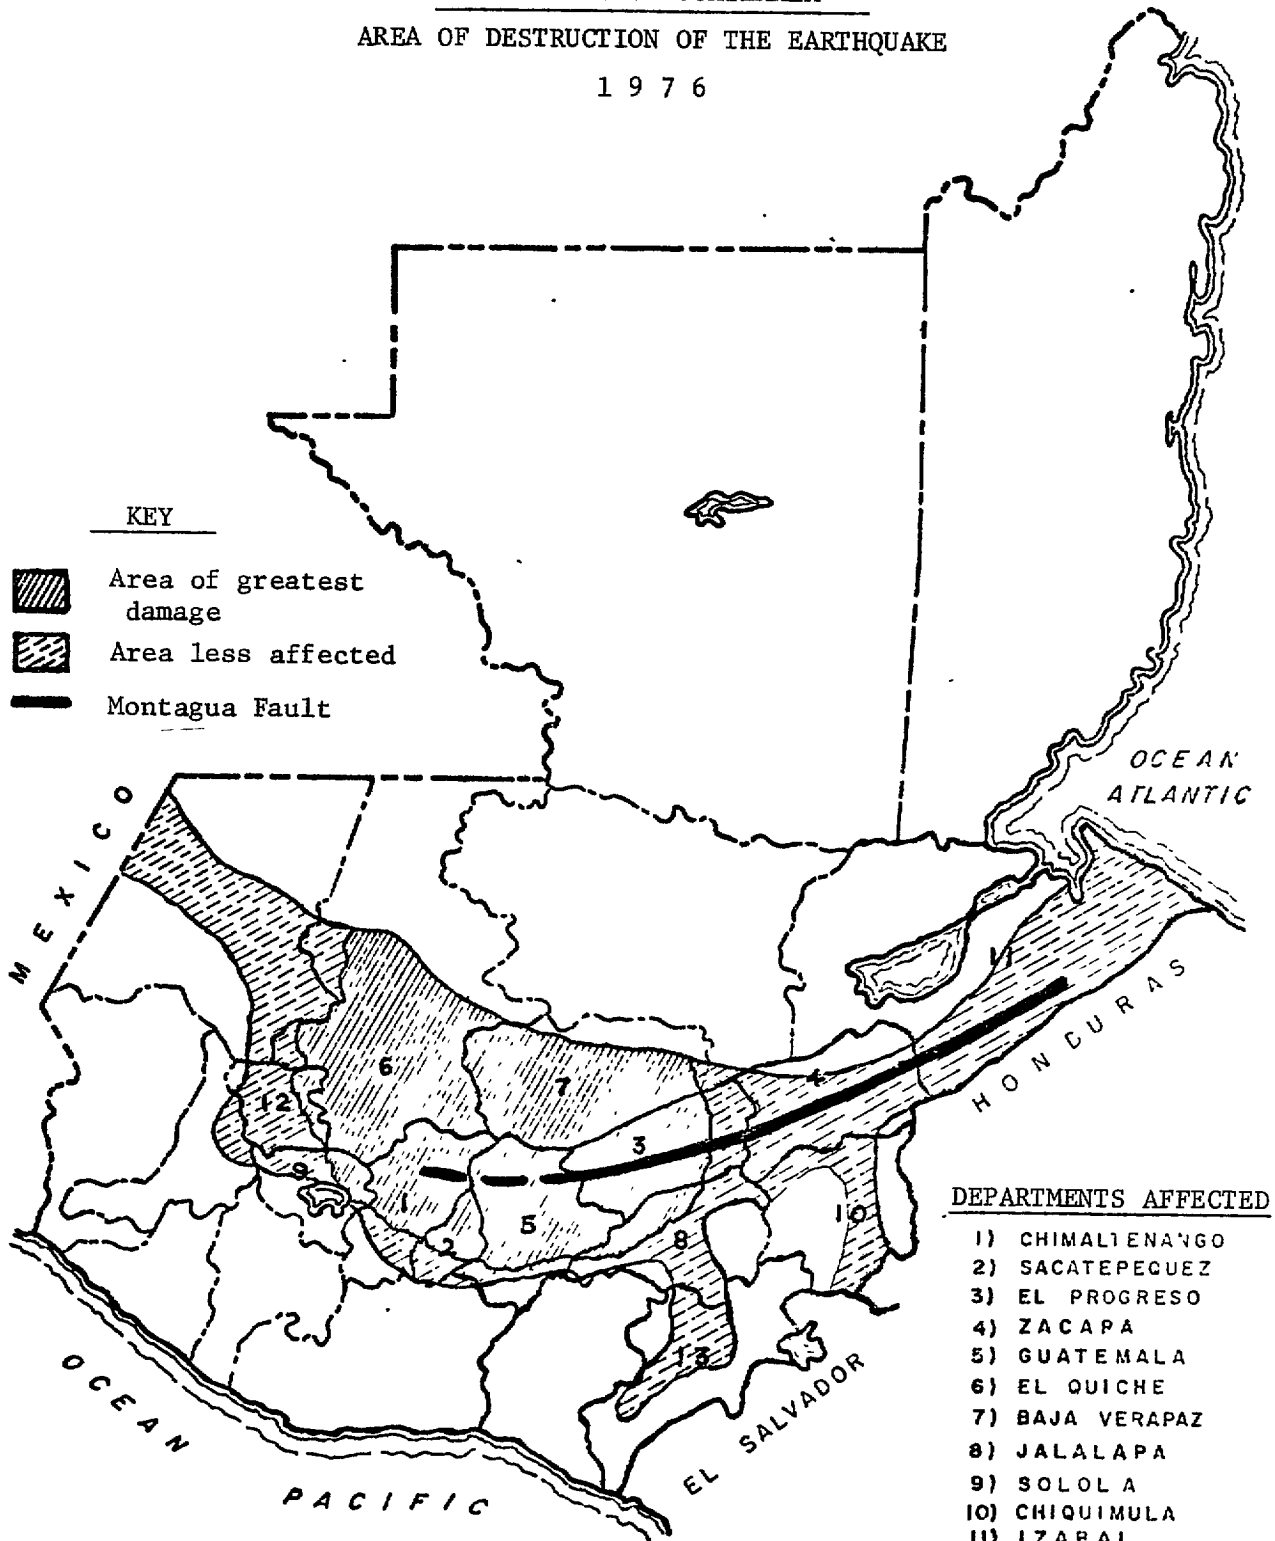 AREA OF DESTRUCTION OF THE EARTHQUAKE
1 9 7 6
KEY
Area of greatest
damage
Area less affected
Montagua Fault
OCEAN
ATLANTIC
MEXICO
HONDURAS
11
6
7
4
12
3
9
1
5
2
8
10
13
OCEAN
PACIFIC
EL SALVADOR
DEPARTMENTS AFFECTED
1) CHIMALTENANGO
2) SACATEPEQUEZ
3) EL PROGRESO
4) ZACAPA
5) GUATEMALA
6) EL QUICHE
7) BAJA VERAPAZ
8) JALALAPA
9) SOLOLA
10) CHIQUIMULA
11) IZABAL